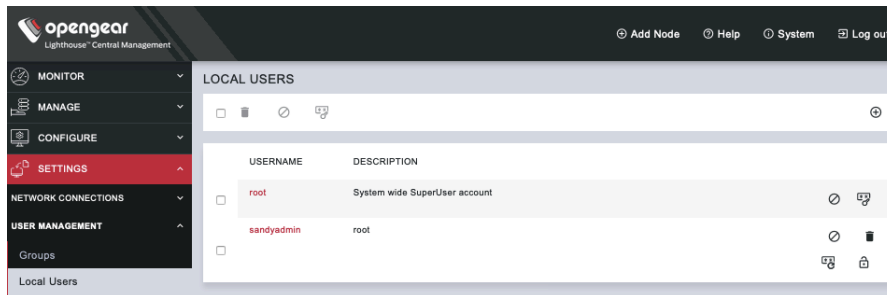 opengear
Lighthouse™ Central Management
Add Node
Help
System
Log out
MONITOR
MANAGE
CONFIGURE
SETTINGS
NETWORK CONNECTIONS
USER MANAGEMENT
Groups
Local Users
LOCAL USERS
USERNAME DESCRIPTION
root System wide SuperUser account
sandyadmin root